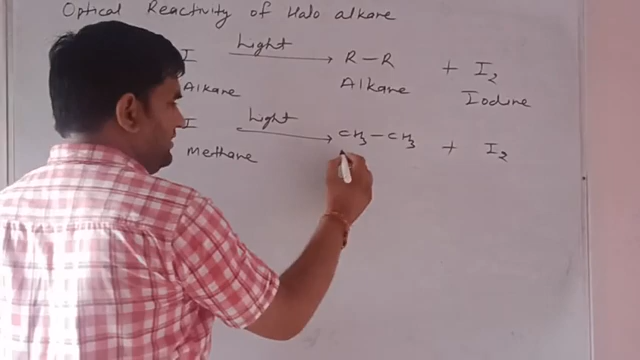 Optical Reactivity of Halo alkane
I Light R - R + I2
Alkane Alkane Iodine
I Light CH3 - CH3 + I2
Methane